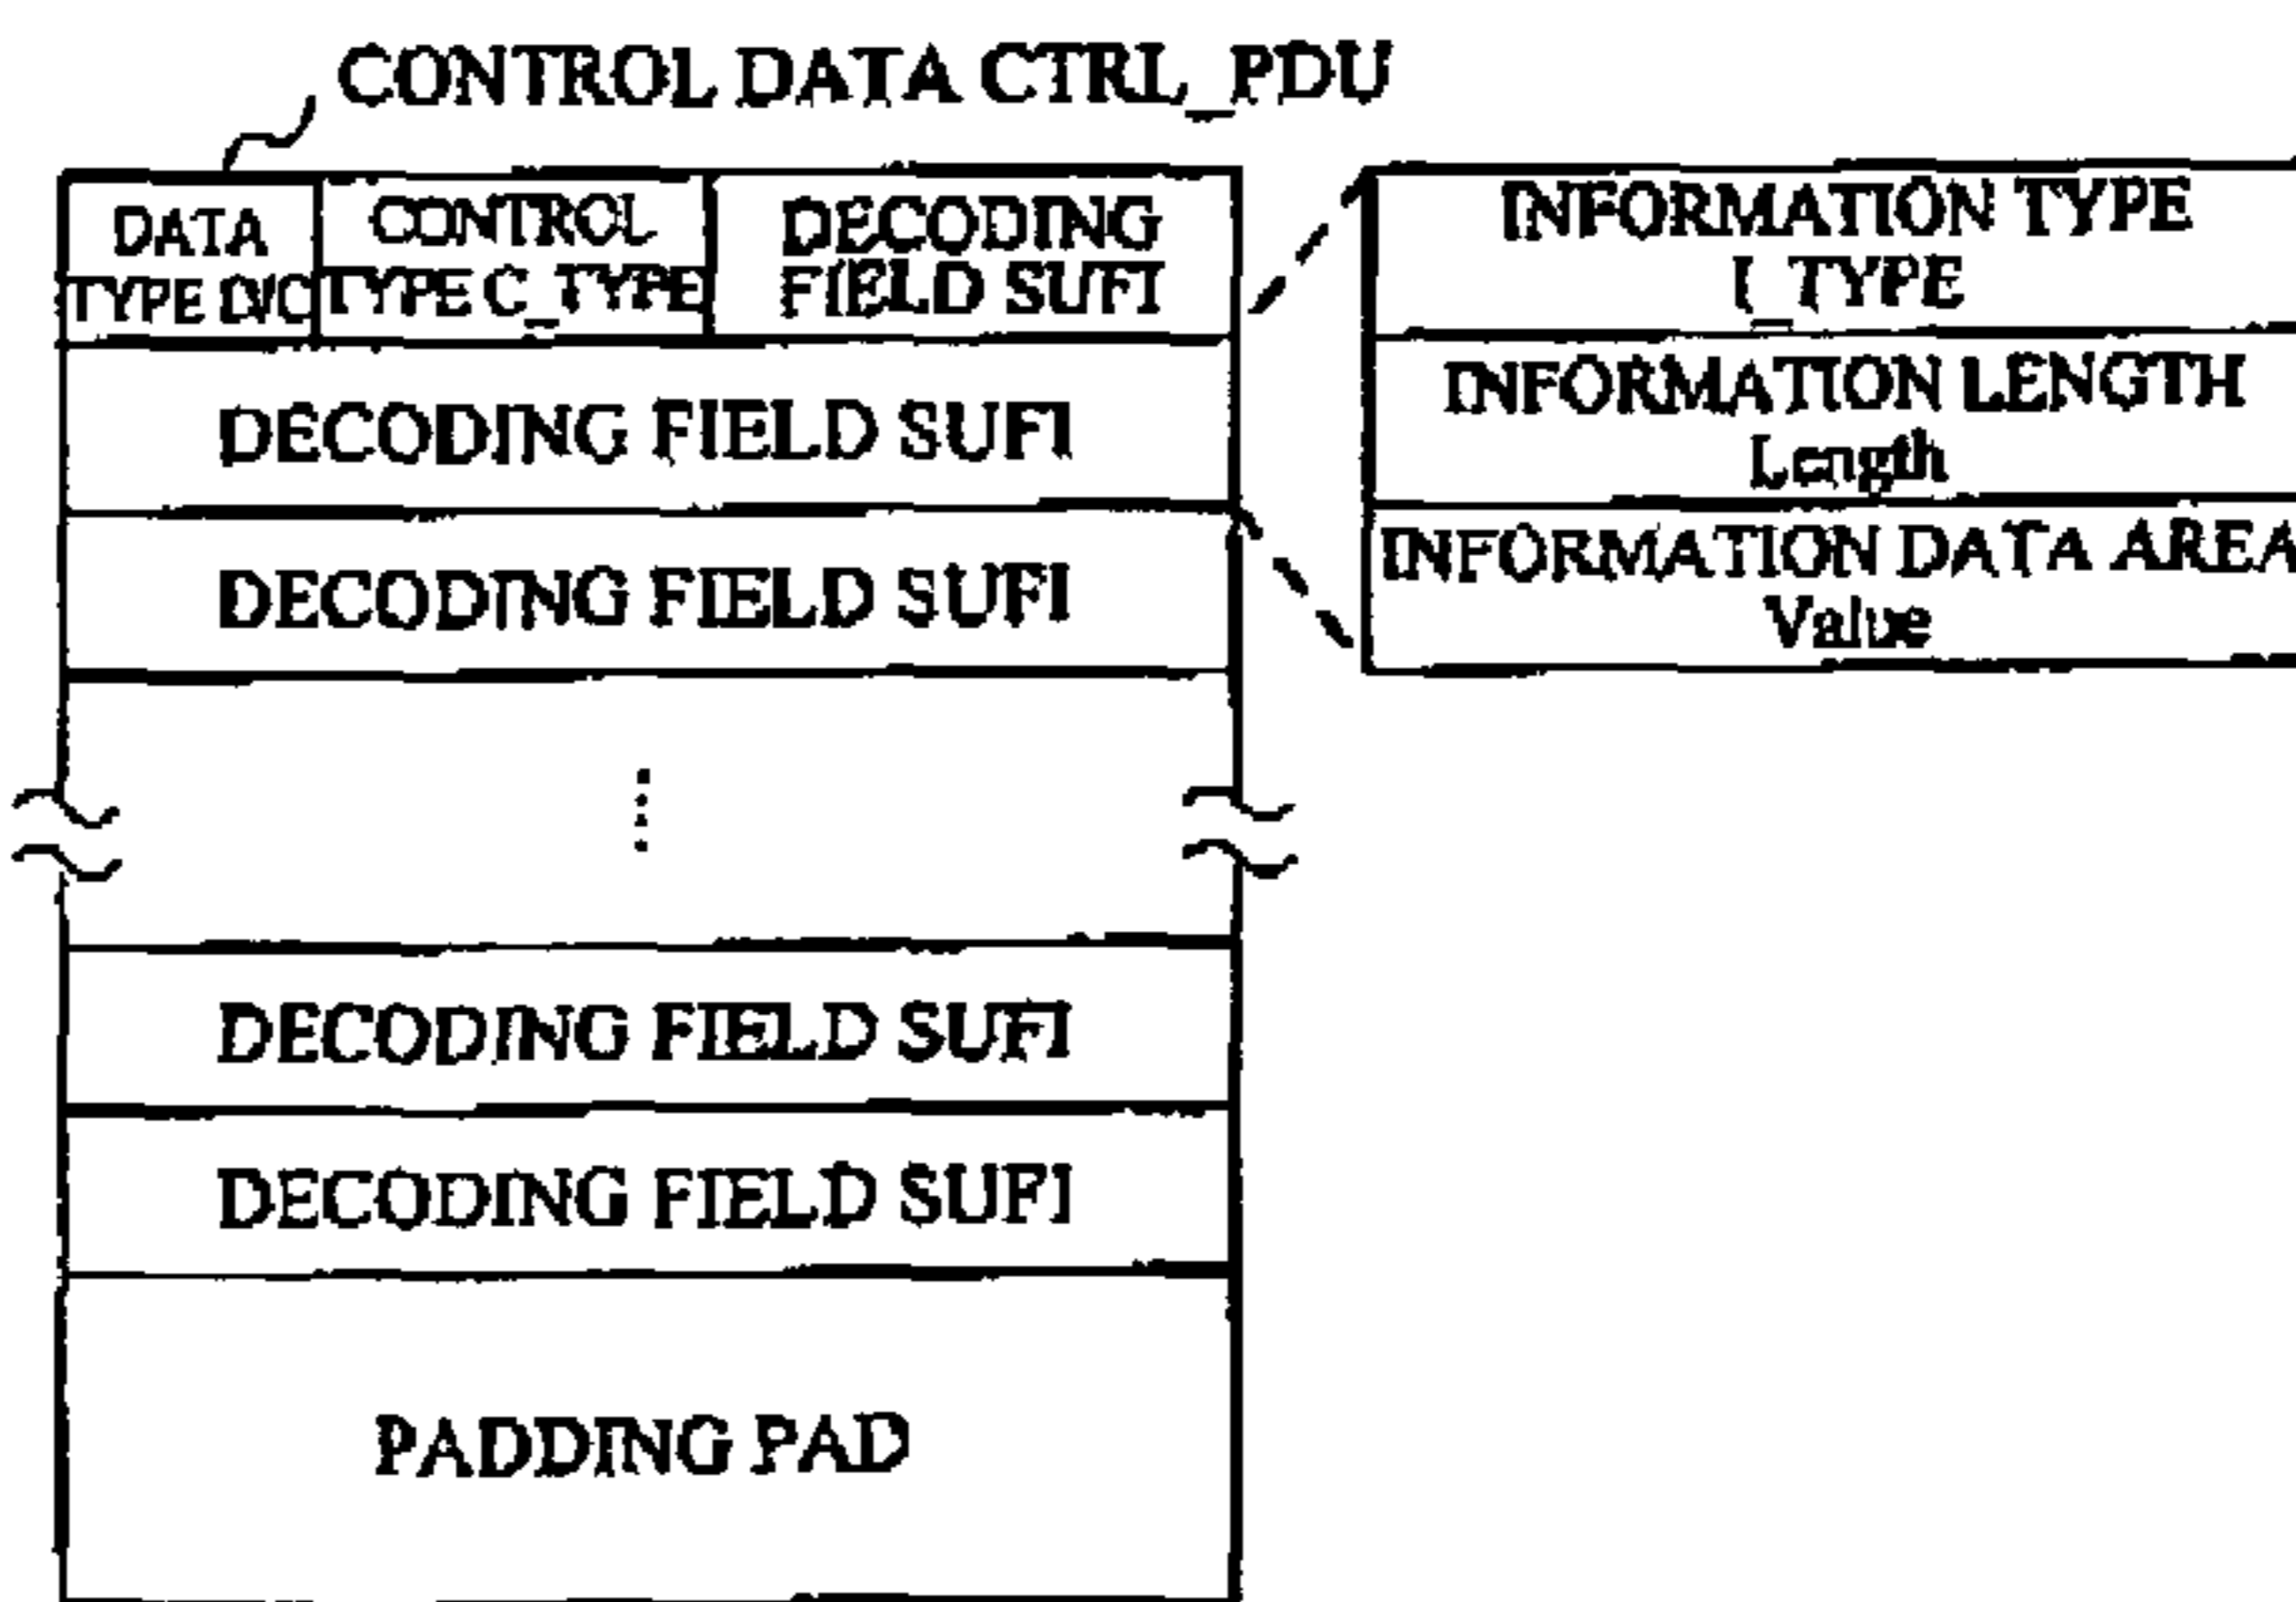 CONTROL DATA CTRL_PDU
DATA
TYPE D/C
CONTROL
TYPE C_TYPE
DECODING
FIELD SUFI
DECODING FIELD SUFI
DECODING FIELD SUFI
DECODING FIELD SUFI
DECODING FIELD SUFI
PADDING PAD
INFORMATION TYPE
I_TYPE
INFORMATION LENGTH
Length
INFORMATION DATA AREA
Value